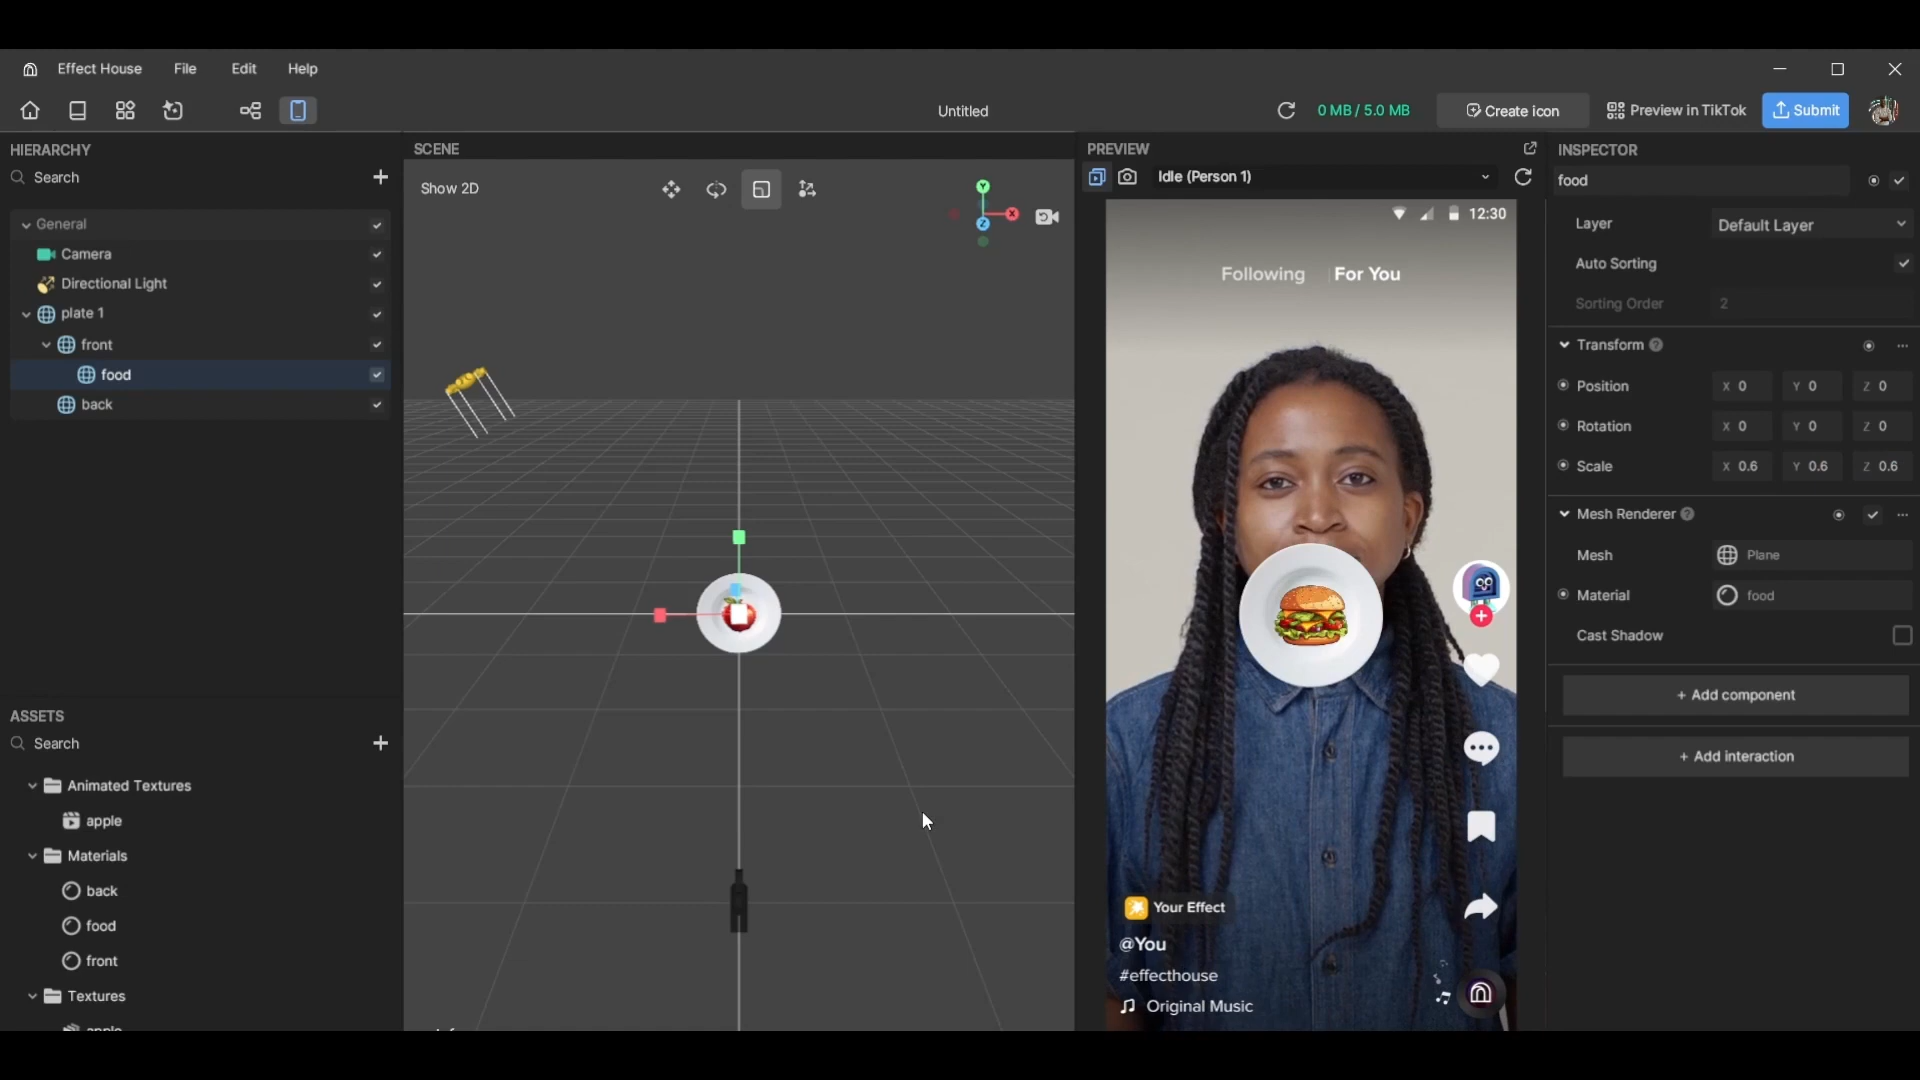 Effect House File Edit Help
Untitled
0 MB / 5.0 MB
Create icon
Preview in TikTok
Submit
HIERARCHY
Search
General
Camera
Directional Light
plate 1
front
food
back
ASSETS
Search
Animated Textures
apple
Materials
back
food
front
Textures
apple
SCENE
Show 2D
Y
X
Z
PREVIEW
Idle (Person 1)
12:30
Following For You
Your Effect
@You
#effecthouse
Original Music
INSPECTOR
food
Layer Default Layer
Auto Sorting
Sorting Order 2
Transform
Position X 0 Y 0 Z 0
Rotation X 0 Y 0 Z 0
Scale X 0.6 Y 0.6 Z 0.6
Mesh Renderer
Mesh Plane
Material food
Cast Shadow
+ Add component
+ Add interaction